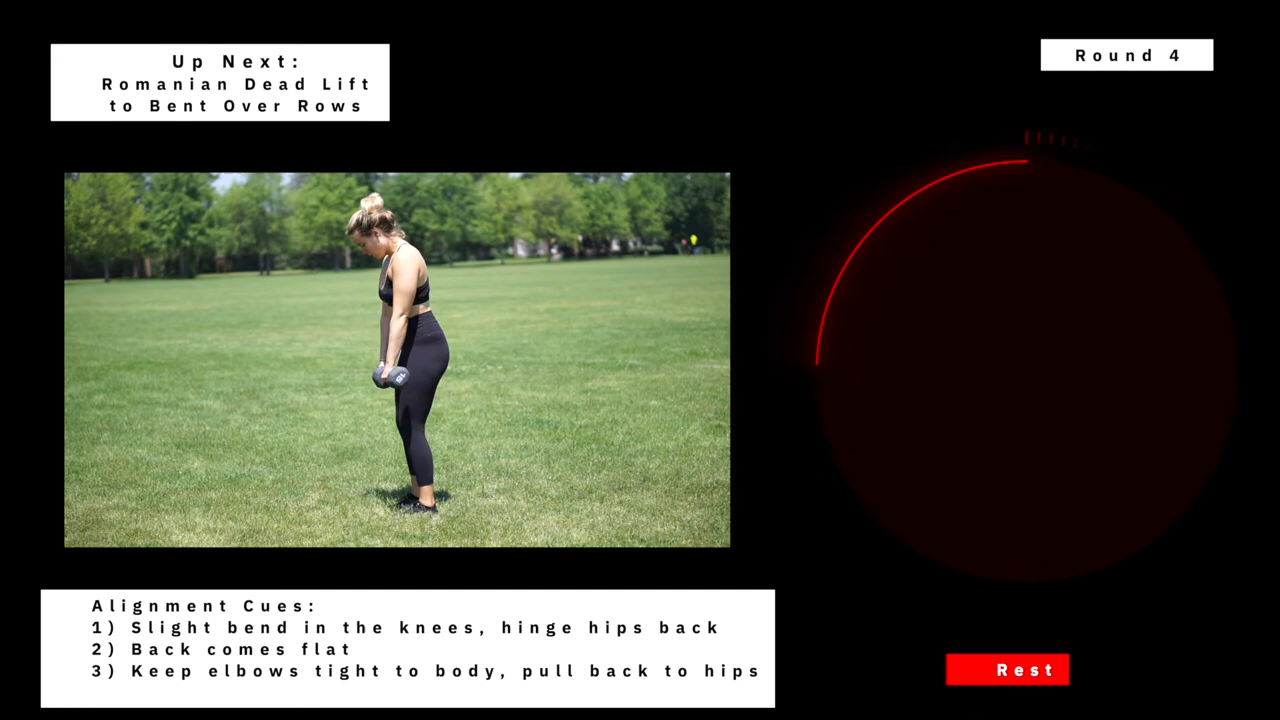 Up Next:
Romanian Dead Lift
to Bent Over Rows
Round 4
Alignment Cues:
1) Slight bend in the knees, hinge hips back
2) Back comes flat
3) Keep elbows tight to body, pull back to hips
Rest